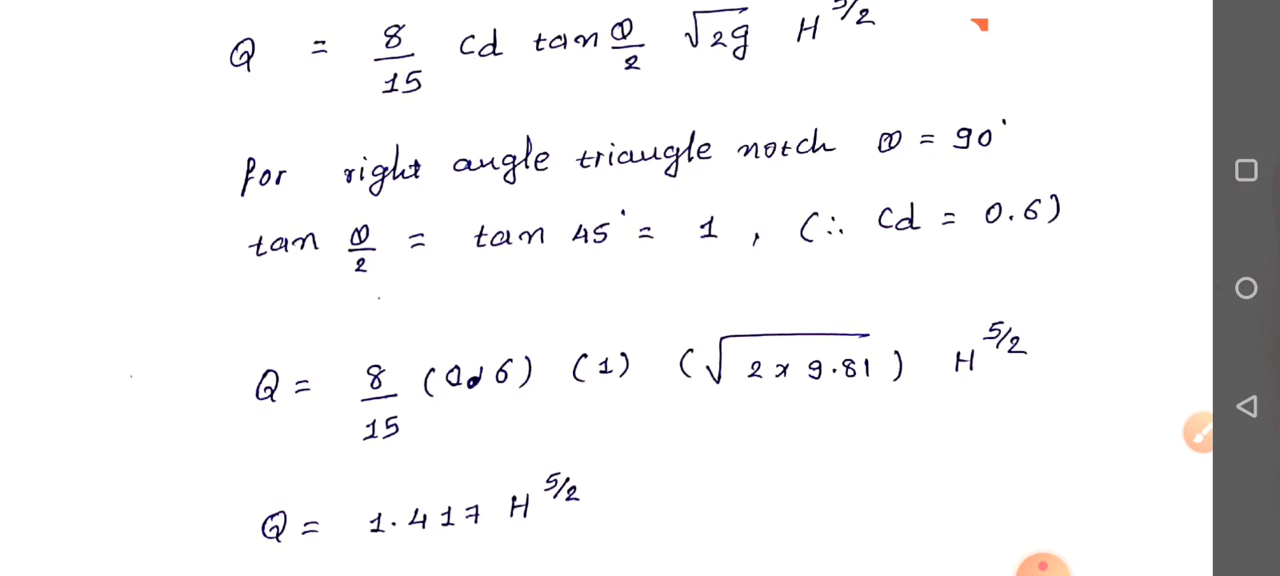 Q = 8/15 Cd tan θ/2 √2g H^5/2
for right angle triangle notch θ = 90°
tan θ/2 = tan 45° = 1 , (∴ Cd = 0.6)
Q = 8/15 (0.6) (1) (√2 x 9.81) H^5/2
Q = 1.417 H^5/2